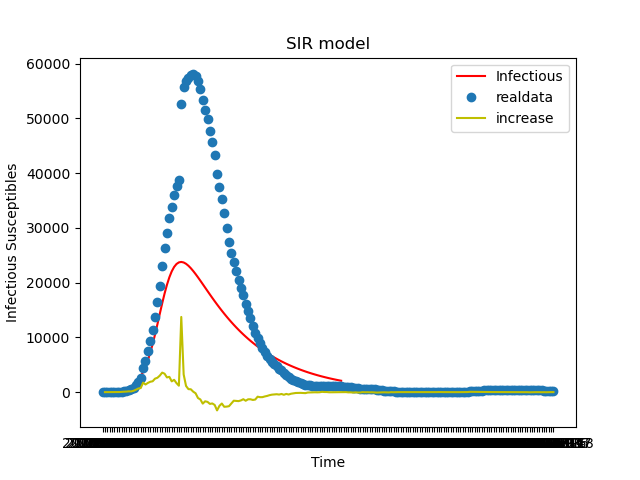 SIR model
Infectious
realdata
increase
60000
50000
40000
30000
20000
10000
0
Infectious Susceptibles
Time